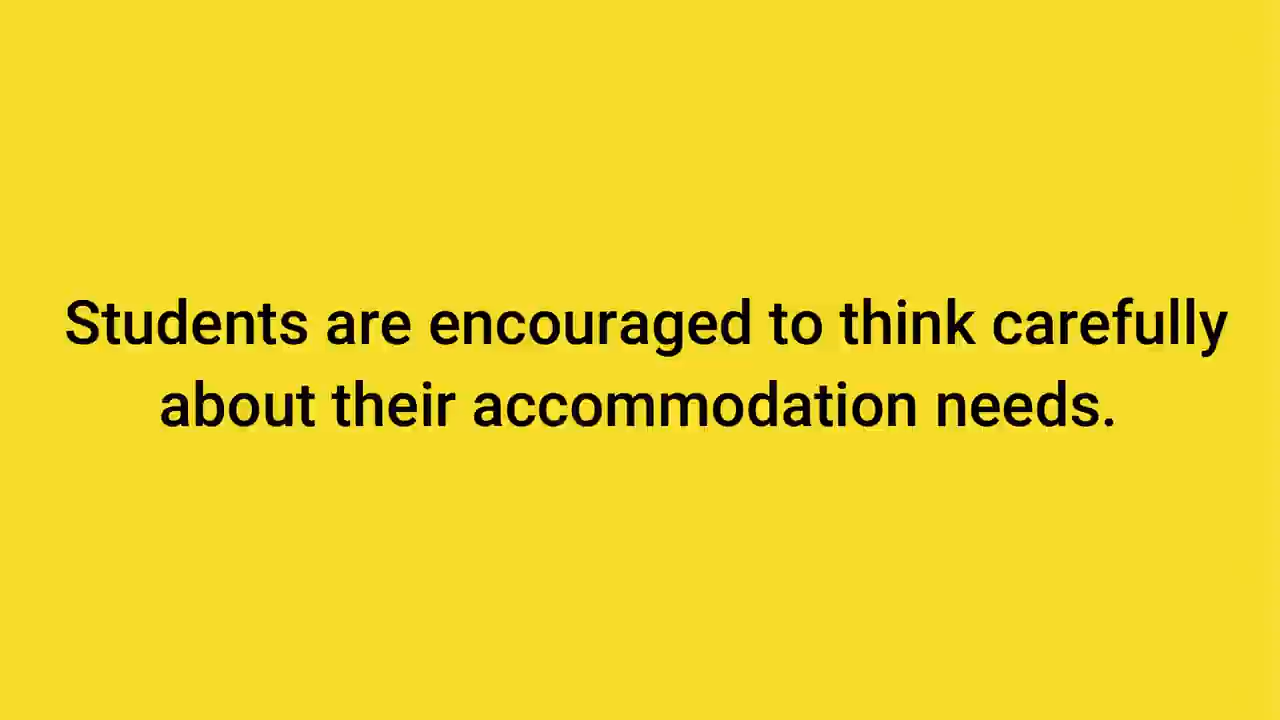 Students are encouraged to think carefully
about their accommodation needs.